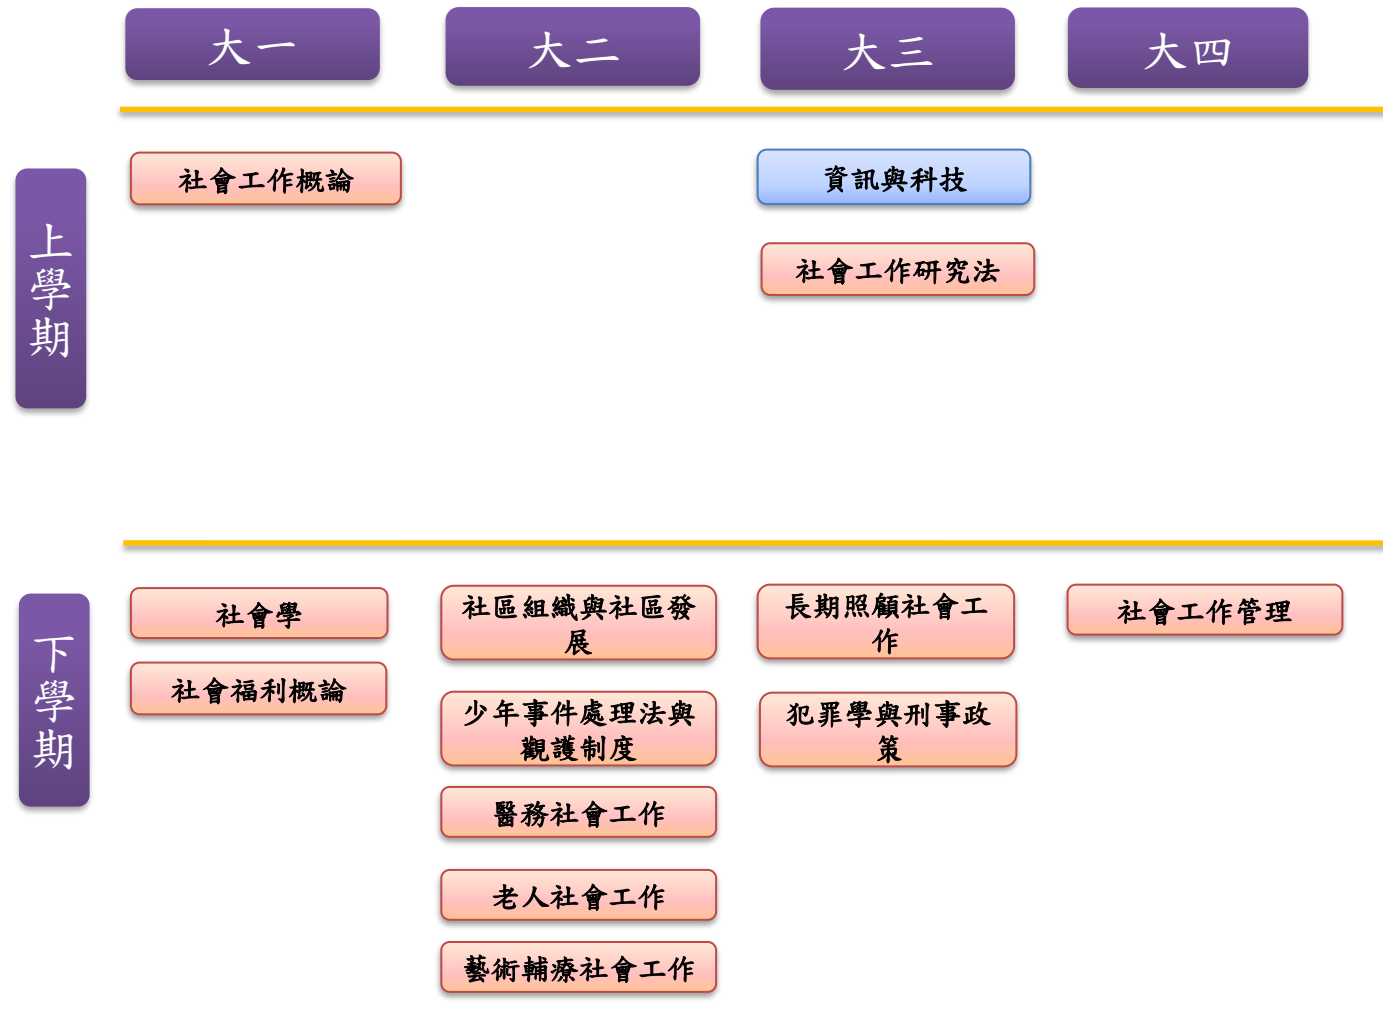 大一
大二
大三
大四
上學期
社會工作概論
資訊與科技
社會工作研究法
下學期
社會學
社會福利概論
社區組織與社區發
展
少年事件處理法與
觀護制度
醫務社會工作
老人社會工作
藝術輔療社會工作
長期照顧社會工
作
犯罪學與刑事政
策
社會工作管理